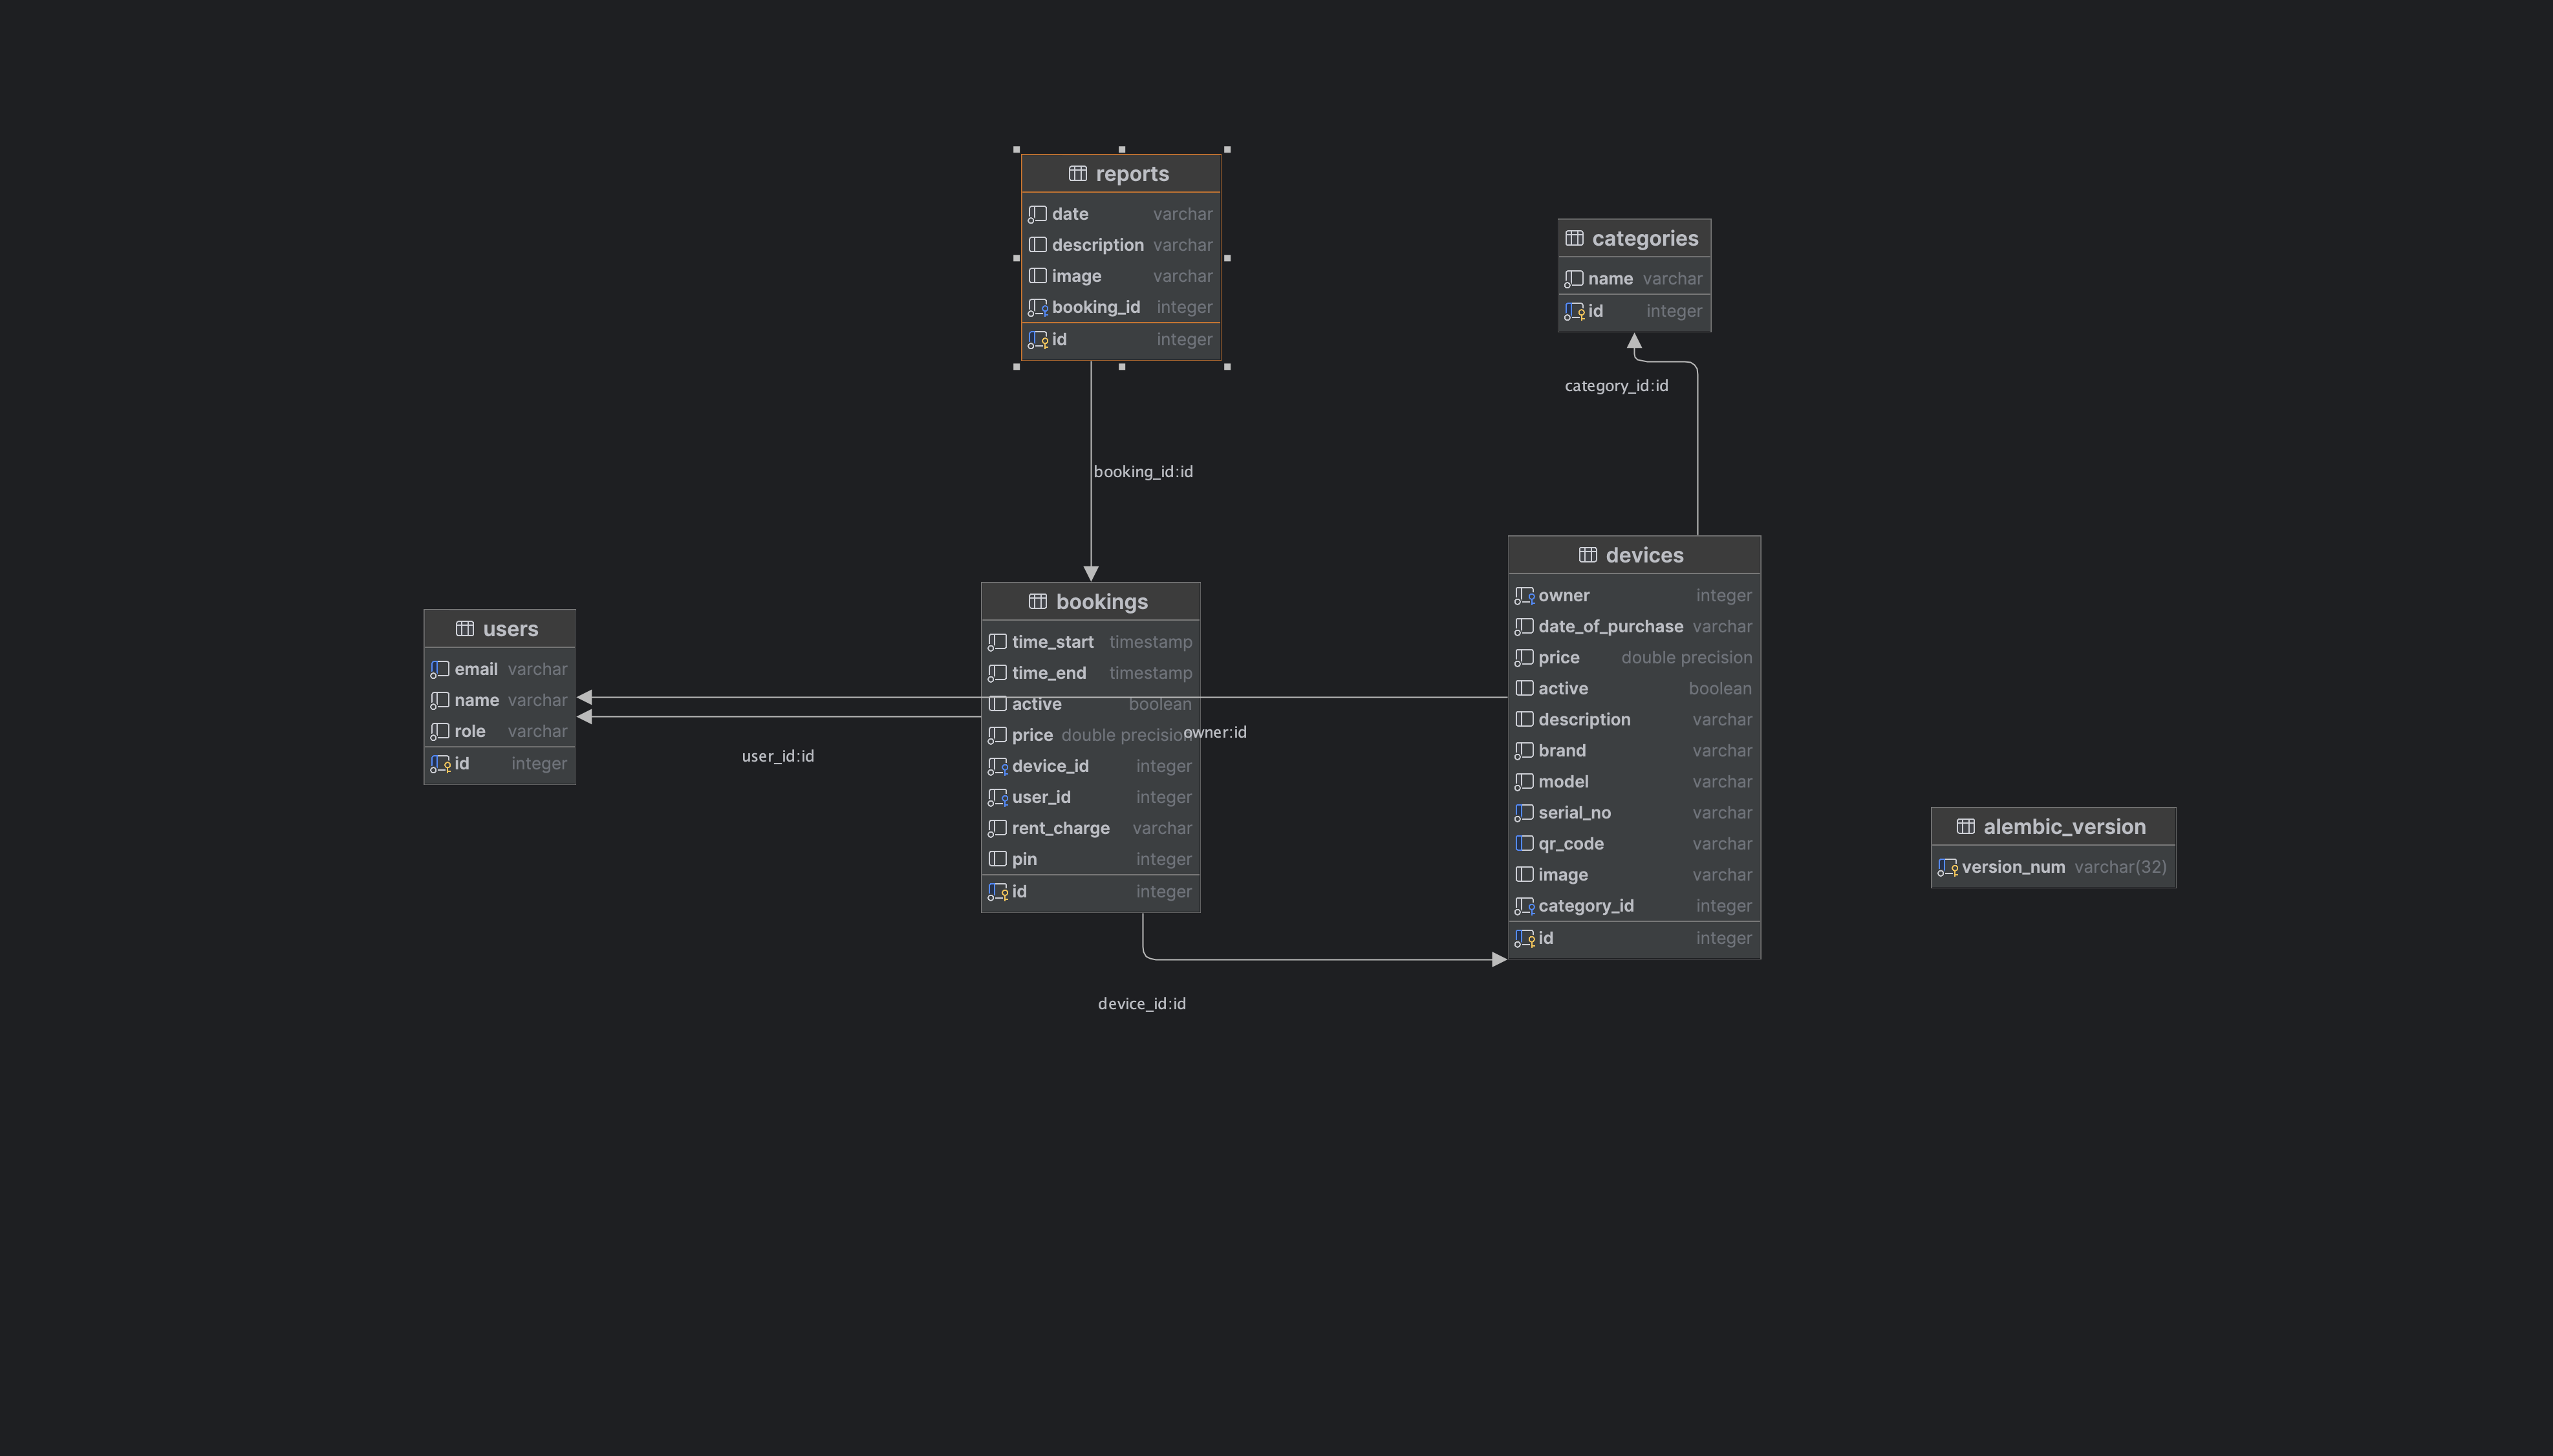 reports
date varchar
description varchar
image varchar
booking_id integer
id integer
categories
name varchar
id integer
category_id:id
booking_id:id
users
email varchar
name varchar
role varchar
id integer
user_id:id
bookings
time_start timestamp
time_end timestamp
active boolean
price double precision
device_id integer
user_id integer
rent_charge varchar
pin integer
id integer
owner:id
device_id:id
devices
owner integer
date_of_purchase varchar
price double precision
active boolean
description varchar
brand varchar
model varchar
serial_no varchar
qr_code varchar
image varchar
category_id integer
id integer
alembic_version
version_num varchar(32)